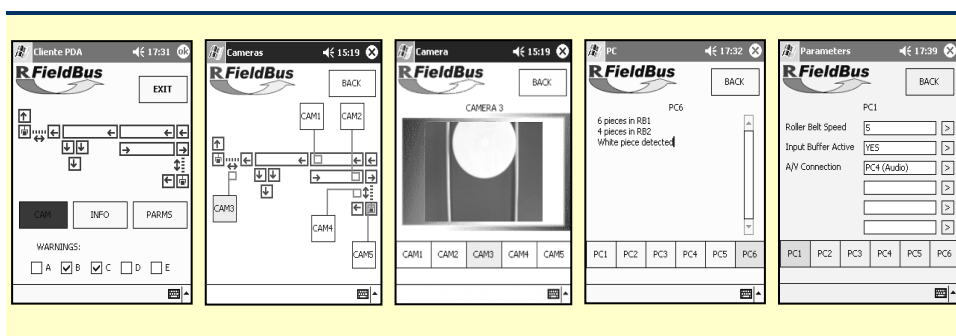 Cliente PDA 17:31 ok
RFieldBus
EXIT
CAM INFO PARMS
WARNINGS:
A B C D E
Cameras 15:19
RFieldBus
BACK
CAM1 CAM2
CAM3
CAM4
CAM5
Camera 15:19
RFieldBus
BACK
CAMERA 3
CAM1 CAM2 CAM3 CAM4 CAM5
PC 17:32
RFieldBus
BACK
PC6
6 pieces in RB1
4 pieces in RB2
White piece detected
PC1 PC2 PC3 PC4 PC5 PC6
Parameters 17:39
RFieldBus
BACK
PC1
Roller Belt Speed 5 >
Input Buffer Active YES >
A/V Connection PC4 (Audio) >
>
>
>
PC1 PC2 PC3 PC4 PC5 PC6